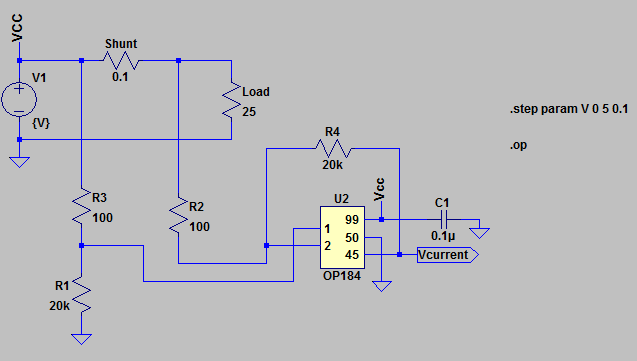 VCC
Shunt
0.1
V1
{V}
Load
25
.step param V 0 5 0.1
.op
R4
20k
R3
100
R2
100
U2
Vcc
99
1
50
2
45
OP184
C1
0.1µ
Vcurrent
R1
20k